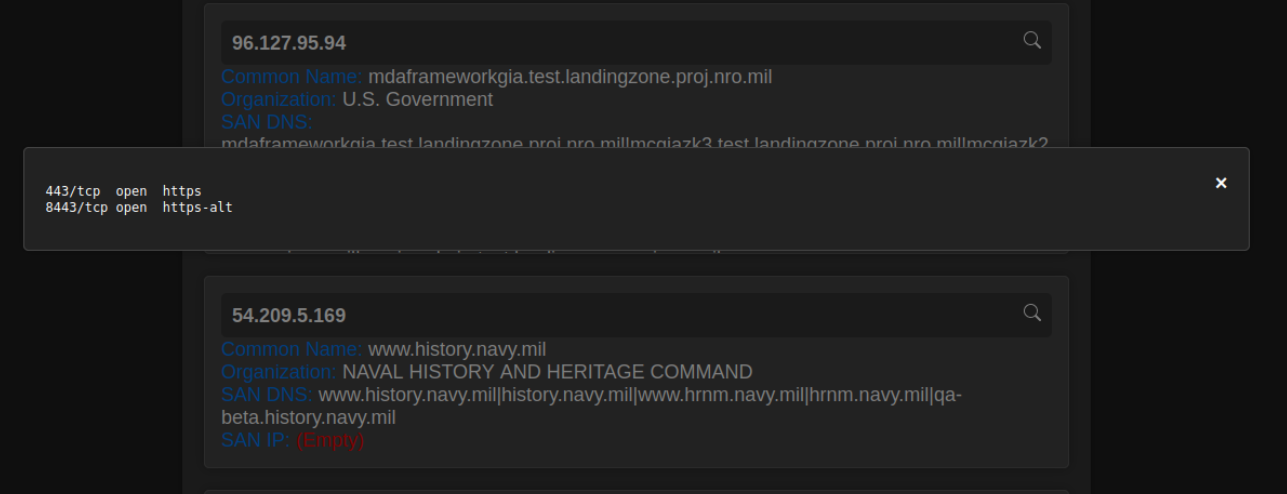 96.127.95.94
Common Name: mdaframeworkgia.test.landingzone.proj.nro.mil
Organization: U.S. Government
SAN DNS:
mdaframeworkgia.test.landingzone.proj.nro.mil|mcgiazk3.test.landingzone.proj.nro.mil|mcgiazk2
×
443/tcp open https
8443/tcp open https-alt
54.209.5.169
Common Name: www.history.navy.mil
Organization: NAVAL HISTORY AND HERITAGE COMMAND
SAN DNS: www.history.navy.mil|history.navy.mil|www.hrnm.navy.mil|hrnm.navy.mil|qa-
beta.history.navy.mil
SAN IP: (Empty)